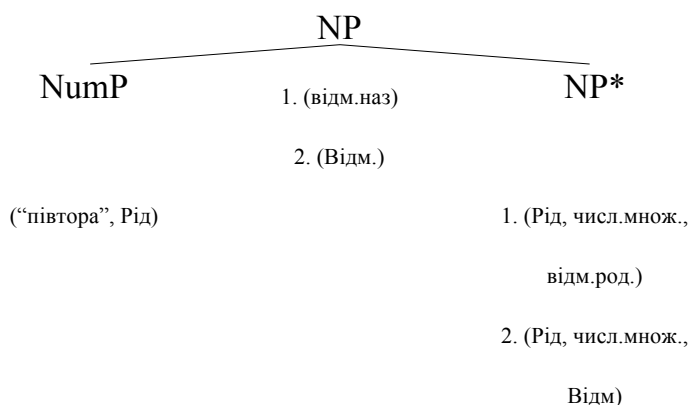 NP
NumP
NP*
1. (відм.наз)
2. (Відм.)
(“півтора”, Рід)
1. (Рід, числ.множ.,
відм.род.)
2. (Рід, числ.множ.,
Відм)